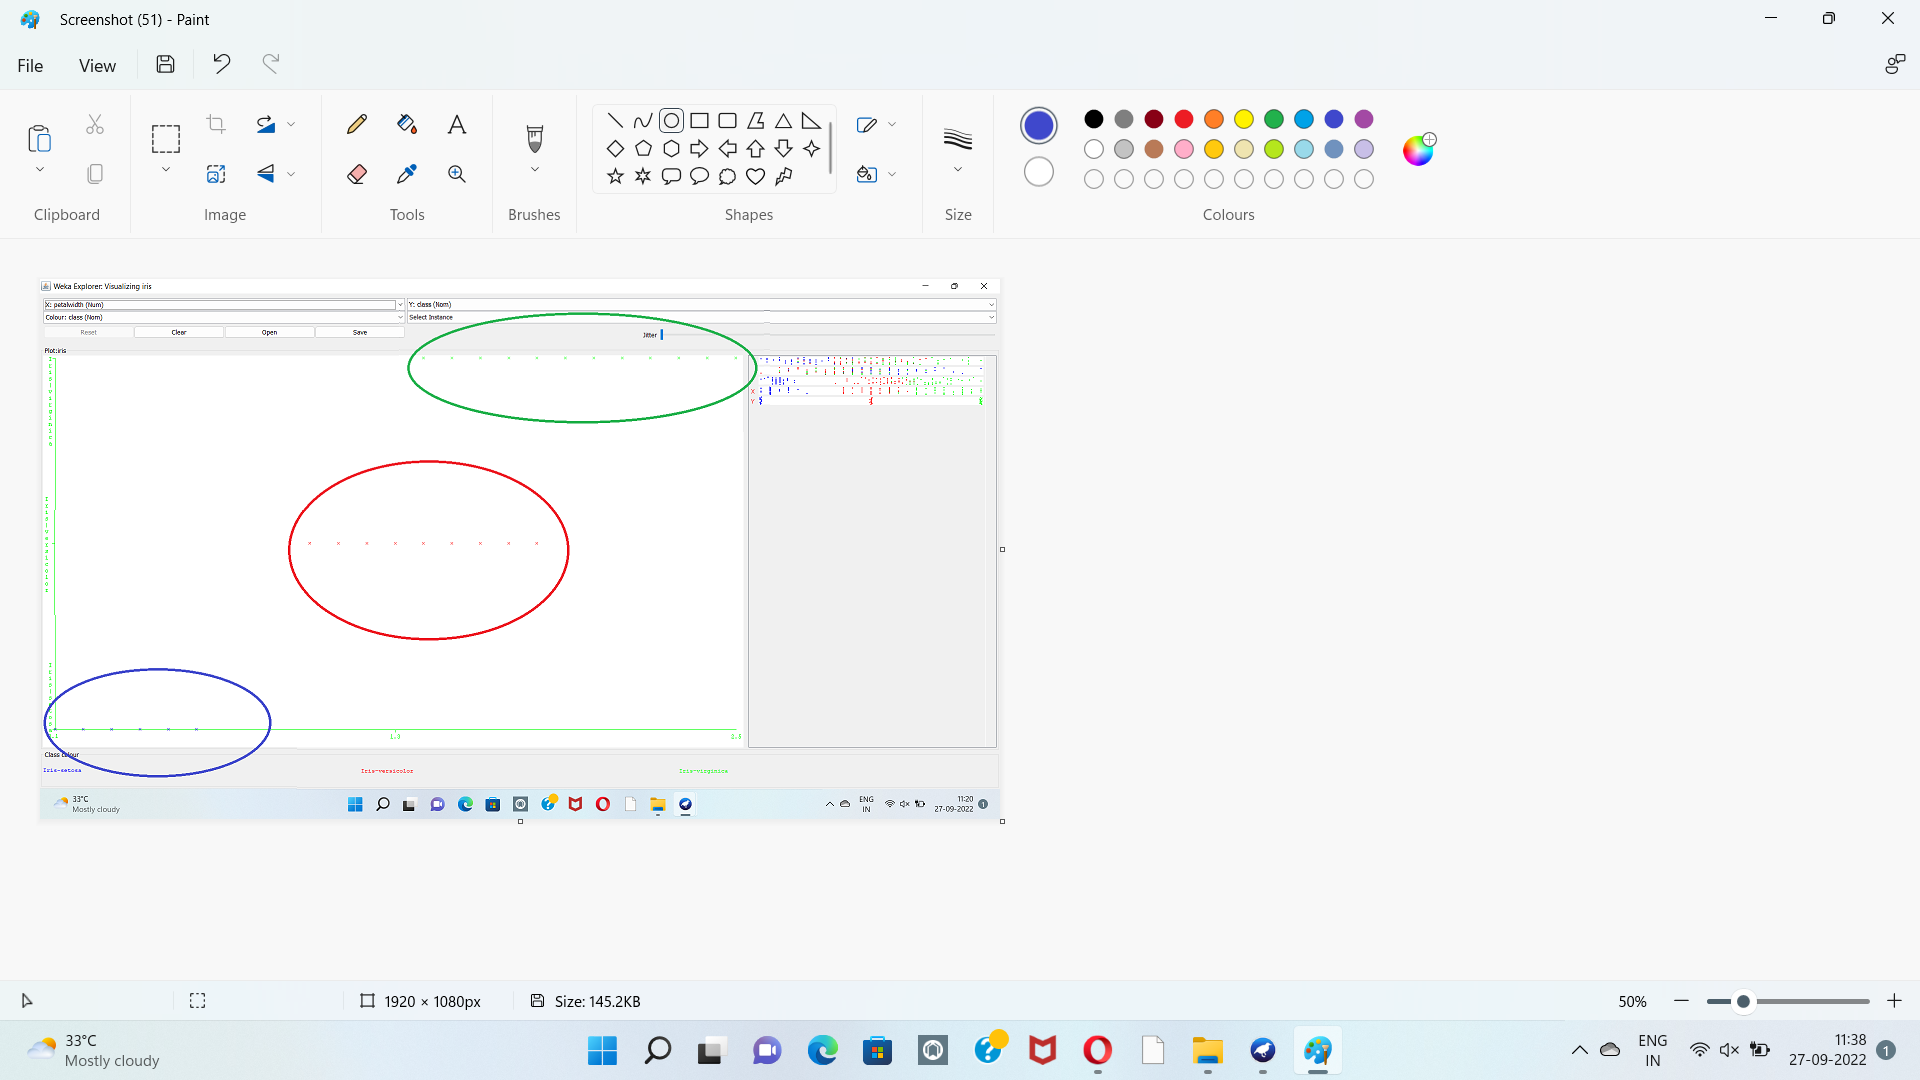 Screenshot (51) - Paint
File View
Clipboard
Image
Tools
Brushes
Shapes
Size
Colours
Weka Explorer: Visualizing iris
X: petalwidth (Num)
Y: class (Nom)
Colour: class (Nom)
Select Instance
Reset
Clear
Open
Save
Jitter
Plot:iris
X
Y
1.3
2.5
Class colour
Iris-setosa
Iris-versicolor
Iris-virginica
33°C
Mostly cloudy
ENG
IN
11:20
27-09-2022
1
1920 × 1080px
Size: 145.2KB
50%
33°C
Mostly cloudy
ENG
IN
11:38
27-09-2022
1